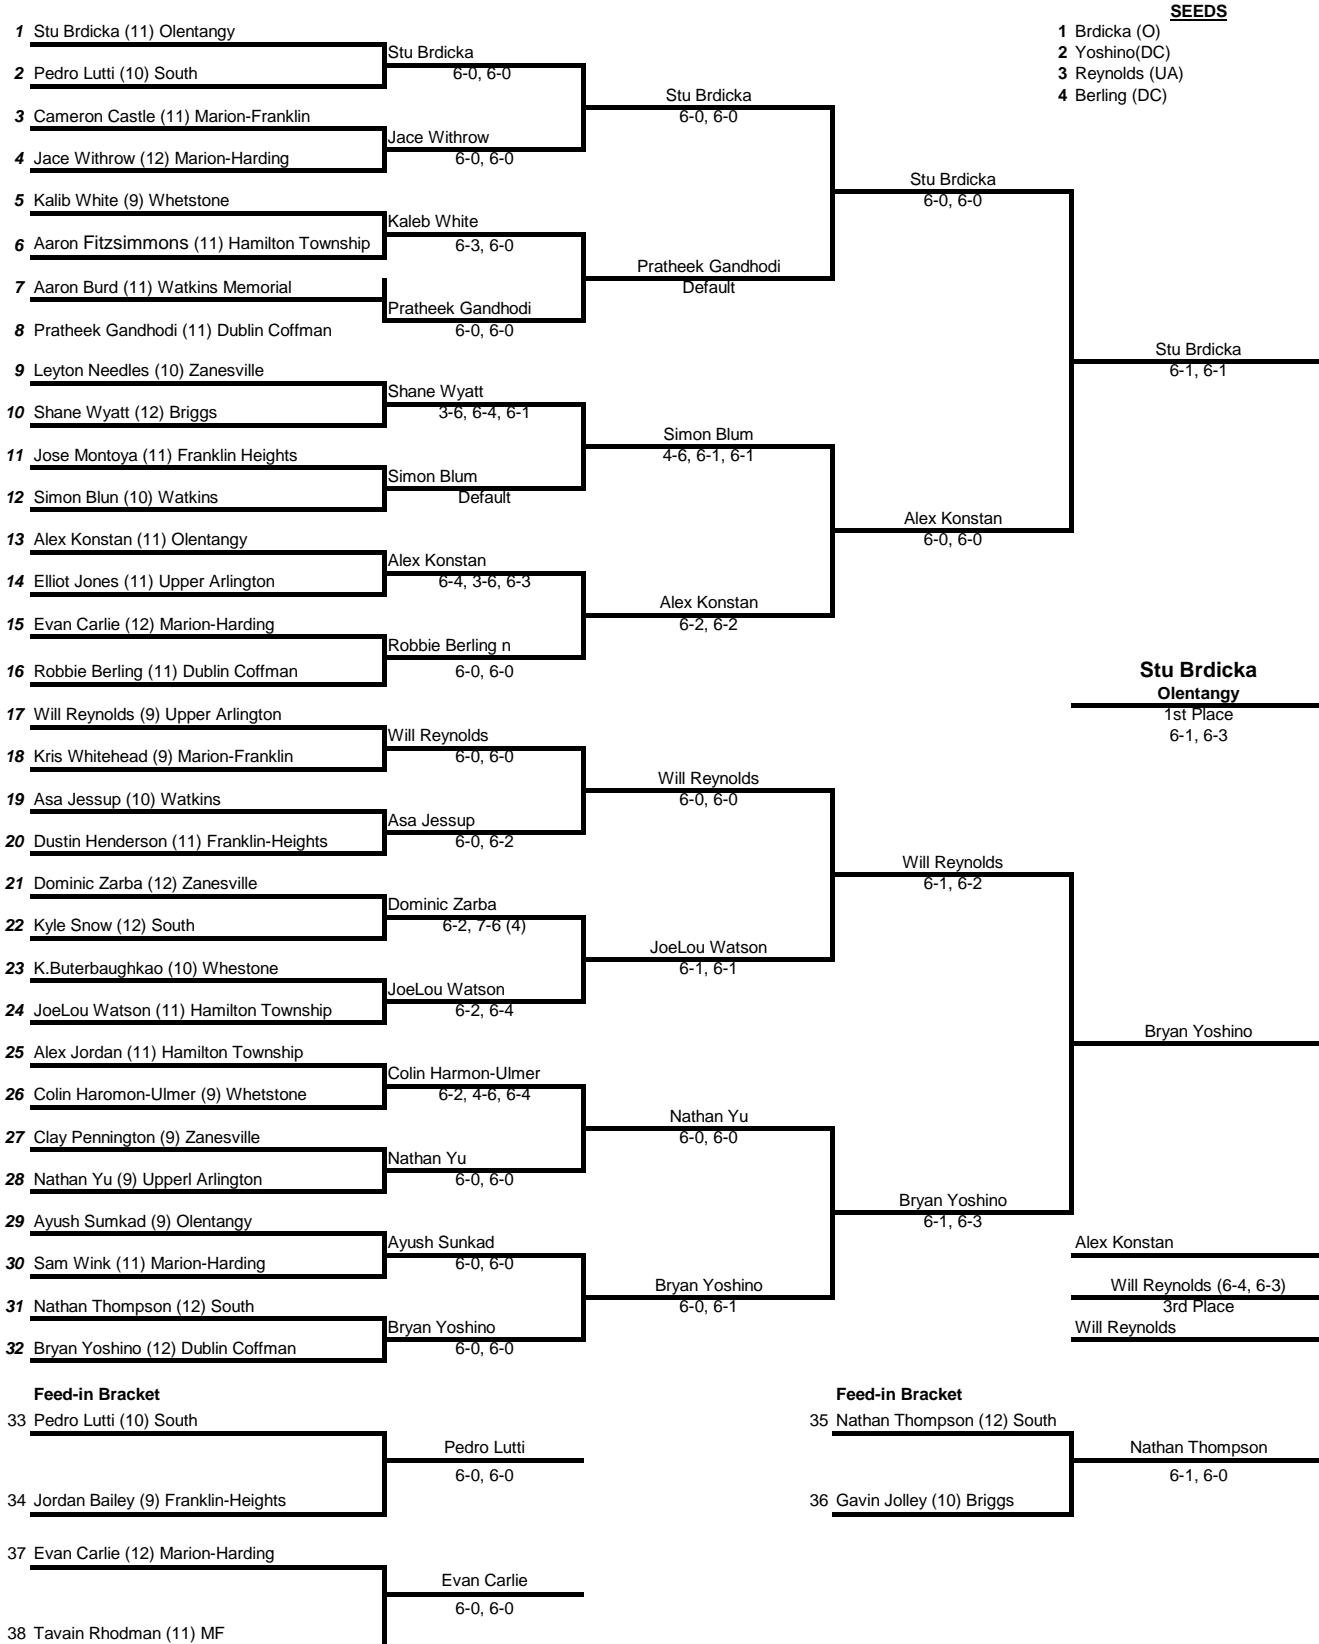 SEEDS
1 Brdicka (O)
2 Yoshino(DC)
3 Reynolds (UA)
4 Berling (DC)
1 Stu Brdicka (11) Olentangy
2 Pedro Lutti (10) South
3 Cameron Castle (11) Marion-Franklin
4 Jace Withrow (12) Marion-Harding
5 Kalib White (9) Whetstone
6 Aaron Fitzsimmons (11) Hamilton Township
7 Aaron Burd (11) Watkins Memorial
8 Pratheek Gandhodi (11) Dublin Coffman
9 Leyton Needles (10) Zanesville
10 Shane Wyatt (12) Briggs
11 Jose Montoya (11) Franklin Heights
12 Simon Blun (10) Watkins
13 Alex Konstan (11) Olentangy
14 Elliot Jones (11) Upper Arlington
15 Evan Carlie (12) Marion-Harding
16 Robbie Berling (11) Dublin Coffman
17 Will Reynolds (9) Upper Arlington
18 Kris Whitehead (9) Marion-Franklin
19 Asa Jessup (10) Watkins
20 Dustin Henderson (11) Franklin-Heights
21 Dominic Zarba (12) Zanesville
22 Kyle Snow (12) South
23 K.Buterbaughkao (10) Whestone
24 JoeLou Watson (11) Hamilton Township
25 Alex Jordan (11) Hamilton Township
26 Colin Haromon-Ulmer (9) Whetstone
27 Clay Pennington (9) Zanesville
28 Nathan Yu (9) Upperl Arlington
29 Ayush Sumkad (9) Olentangy
30 Sam Wink (11) Marion-Harding
31 Nathan Thompson (12) South
32 Bryan Yoshino (12) Dublin Coffman
Stu Brdicka
6-0, 6-0
Jace Withrow
6-0, 6-0
Kaleb White
6-3, 6-0
Pratheek Gandhodi
6-0, 6-0
Shane Wyatt
3-6, 6-4, 6-1
Simon Blum
Default
Alex Konstan
6-4, 3-6, 6-3
Robbie Berling n
6-0, 6-0
Will Reynolds
6-0, 6-0
Asa Jessup
6-0, 6-2
Dominic Zarba
6-2, 7-6 (4)
JoeLou Watson
6-2, 6-4
Colin Harmon-Ulmer
6-2, 4-6, 6-4
Nathan Yu
6-0, 6-0
Ayush Sunkad
6-0, 6-0
Bryan Yoshino
6-0, 6-0
Stu Brdicka
6-0, 6-0
Pratheek Gandhodi
Default
Simon Blum
4-6, 6-1, 6-1
Alex Konstan
6-2, 6-2
Will Reynolds
6-0, 6-0
JoeLou Watson
6-1, 6-1
Nathan Yu
6-0, 6-0
Bryan Yoshino
6-0, 6-1
Stu Brdicka
6-0, 6-0
Alex Konstan
6-0, 6-0
Will Reynolds
6-1, 6-2
Bryan Yoshino
6-1, 6-3
Stu Brdicka
6-1, 6-1
Stu Brdicka
Olentangy
1st Place
6-1, 6-3
Bryan Yoshino
Alex Konstan
Will Reynolds (6-4, 6-3)
3rd Place
Will Reynolds
Feed-in Bracket
33 Pedro Lutti (10) South
Pedro Lutti
6-0, 6-0
34 Jordan Bailey (9) Franklin-Heights
Feed-in Bracket
35 Nathan Thompson (12) South
Nathan Thompson
6-1, 6-0
36 Gavin Jolley (10) Briggs
37 Evan Carlie (12) Marion-Harding
Evan Carlie
6-0, 6-0
38 Tavain Rhodman (11) MF